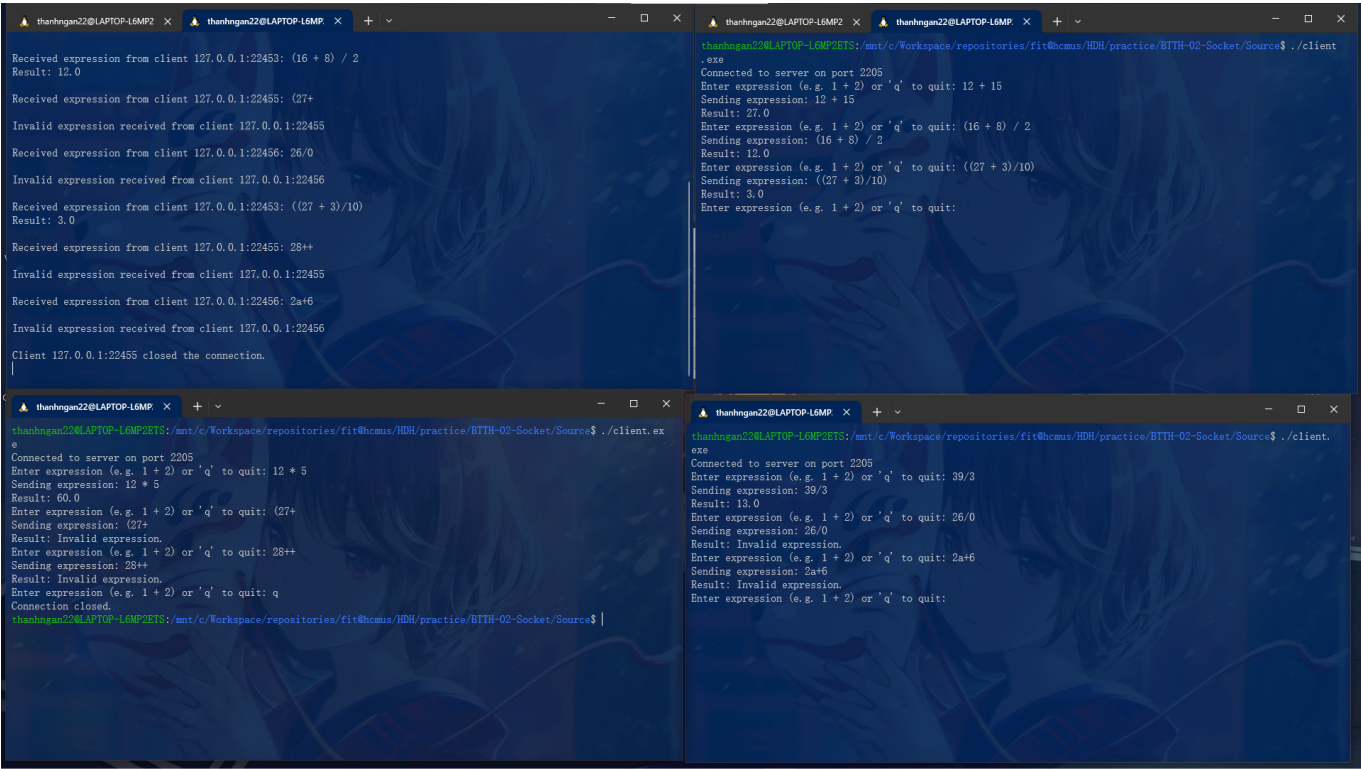 thanhngan22@LAPTOP-L6MP2
thanhngan22@LAPTOP-L6MP:
Received expression from client 127.0.0.1:22453: (16 + 8) / 2
Result: 12.0
Received expression from client 127.0.0.1:22455: (27+
Invalid expression received from client 127.0.0.1:22455
Received expression from client 127.0.0.1:22456: 26/0
Invalid expression received from client 127.0.0.1:22456
Received expression from client 127.0.0.1:22453: ((27 + 3)/10)
Result: 3.0
Received expression from client 127.0.0.1:22455: 28++
Invalid expression received from client 127.0.0.1:22455
Received expression from client 127.0.0.1:22456: 2a+6
Invalid expression received from client 127.0.0.1:22456
Client 127.0.0.1:22455 closed the connection.
thanhngan22@LAPTOP-L6MP2
thanhngan22@LAPTOP-L6MP:
thanhngan22@LAPTOP-L6MP2ETS:/mnt/c/Workspace/repositories/fit@hcmus/HDH/practice/BTTH-02-Socket/Source$ ./client
.exe
Connected to server on port 2205
Enter expression (e.g. 1 + 2) or 'q' to quit: 12 + 15
Sending expression: 12 + 15
Result: 27.0
Enter expression (e.g. 1 + 2) or 'q' to quit: (16 + 8) / 2
Sending expression: (16 + 8) / 2
Result: 12.0
Enter expression (e.g. 1 + 2) or 'q' to quit: ((27 + 3)/10)
Sending expression: ((27 + 3)/10)
Result: 3.0
Enter expression (e.g. 1 + 2) or 'q' to quit:
thanhngan22@LAPTOP-L6MP:
thanhngan22@LAPTOP-L6MP2ETS:/mnt/c/Workspace/repositories/fit@hcmus/HDH/practice/BTTH-02-Socket/Source$ ./client.ex
e
Connected to server on port 2205
Enter expression (e.g. 1 + 2) or 'q' to quit: 12 * 5
Sending expression: 12 * 5
Result: 60.0
Enter expression (e.g. 1 + 2) or 'q' to quit: (27+
Sending expression: (27+
Result: Invalid expression.
Enter expression (e.g. 1 + 2) or 'q' to quit: 28++
Sending expression: 28++
Result: Invalid expression.
Enter expression (e.g. 1 + 2) or 'q' to quit: q
Connection closed.
thanhngan22@LAPTOP-L6MP2ETS:/mnt/c/Workspace/repositories/fit@hcmus/HDH/practice/BTTH-02-Socket/Source$
thanhngan22@LAPTOP-L6MP:
thanhngan22@LAPTOP-L6MP2ETS:/mnt/c/Workspace/repositories/fit@hcmus/HDH/practice/BTTH-02-Socket/Source$ ./client.
exe
Connected to server on port 2205
Enter expression (e.g. 1 + 2) or 'q' to quit: 39/3
Sending expression: 39/3
Result: 13.0
Enter expression (e.g. 1 + 2) or 'q' to quit: 26/0
Sending expression: 26/0
Result: Invalid expression.
Enter expression (e.g. 1 + 2) or 'q' to quit: 2a+6
Sending expression: 2a+6
Result: Invalid expression.
Enter expression (e.g. 1 + 2) or 'q' to quit: